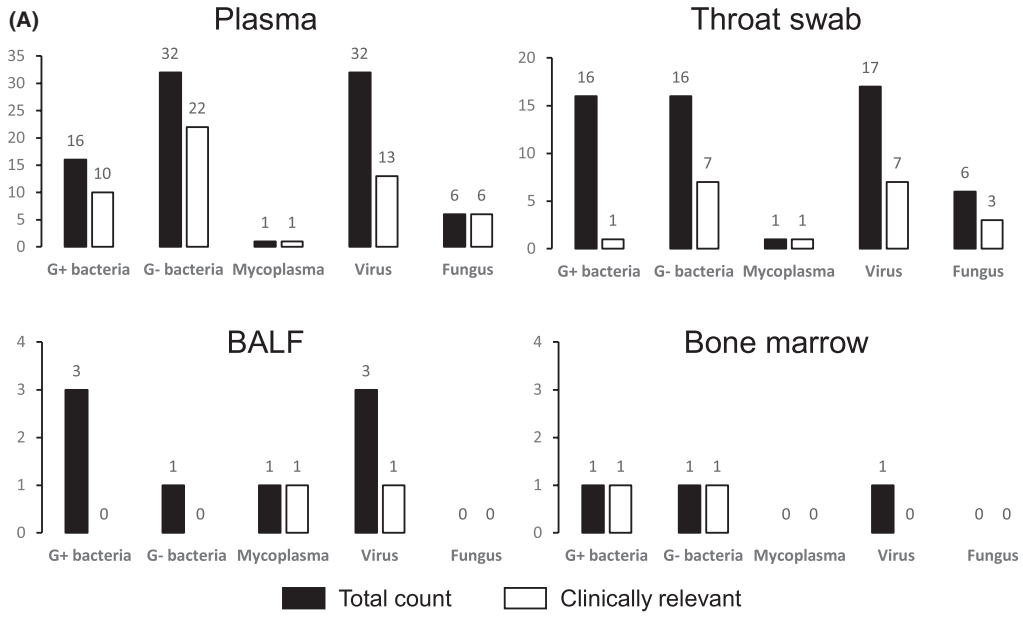 (A)
Plasma
35
30
25
20
15
10
5
0
16
10
32
22
1
1
32
13
6
6
G+ bacteria
G- bacteria
Mycoplasma
Virus
Fungus
Throat swab
20
15
10
5
0
16
1
16
7
1
1
17
7
6
3
G+ bacteria
G- bacteria
Mycoplasma
Virus
Fungus
BALF
4
3
2
1
0
3
0
1
0
1
1
3
1
0
0
G+ bacteria
G- bacteria
Mycoplasma
Virus
Fungus
Bone marrow
4
3
2
1
0
1
1
1
1
0
0
1
0
0
0
G+ bacteria
G- bacteria
Mycoplasma
Virus
Fungus
Total count
Clinically relevant